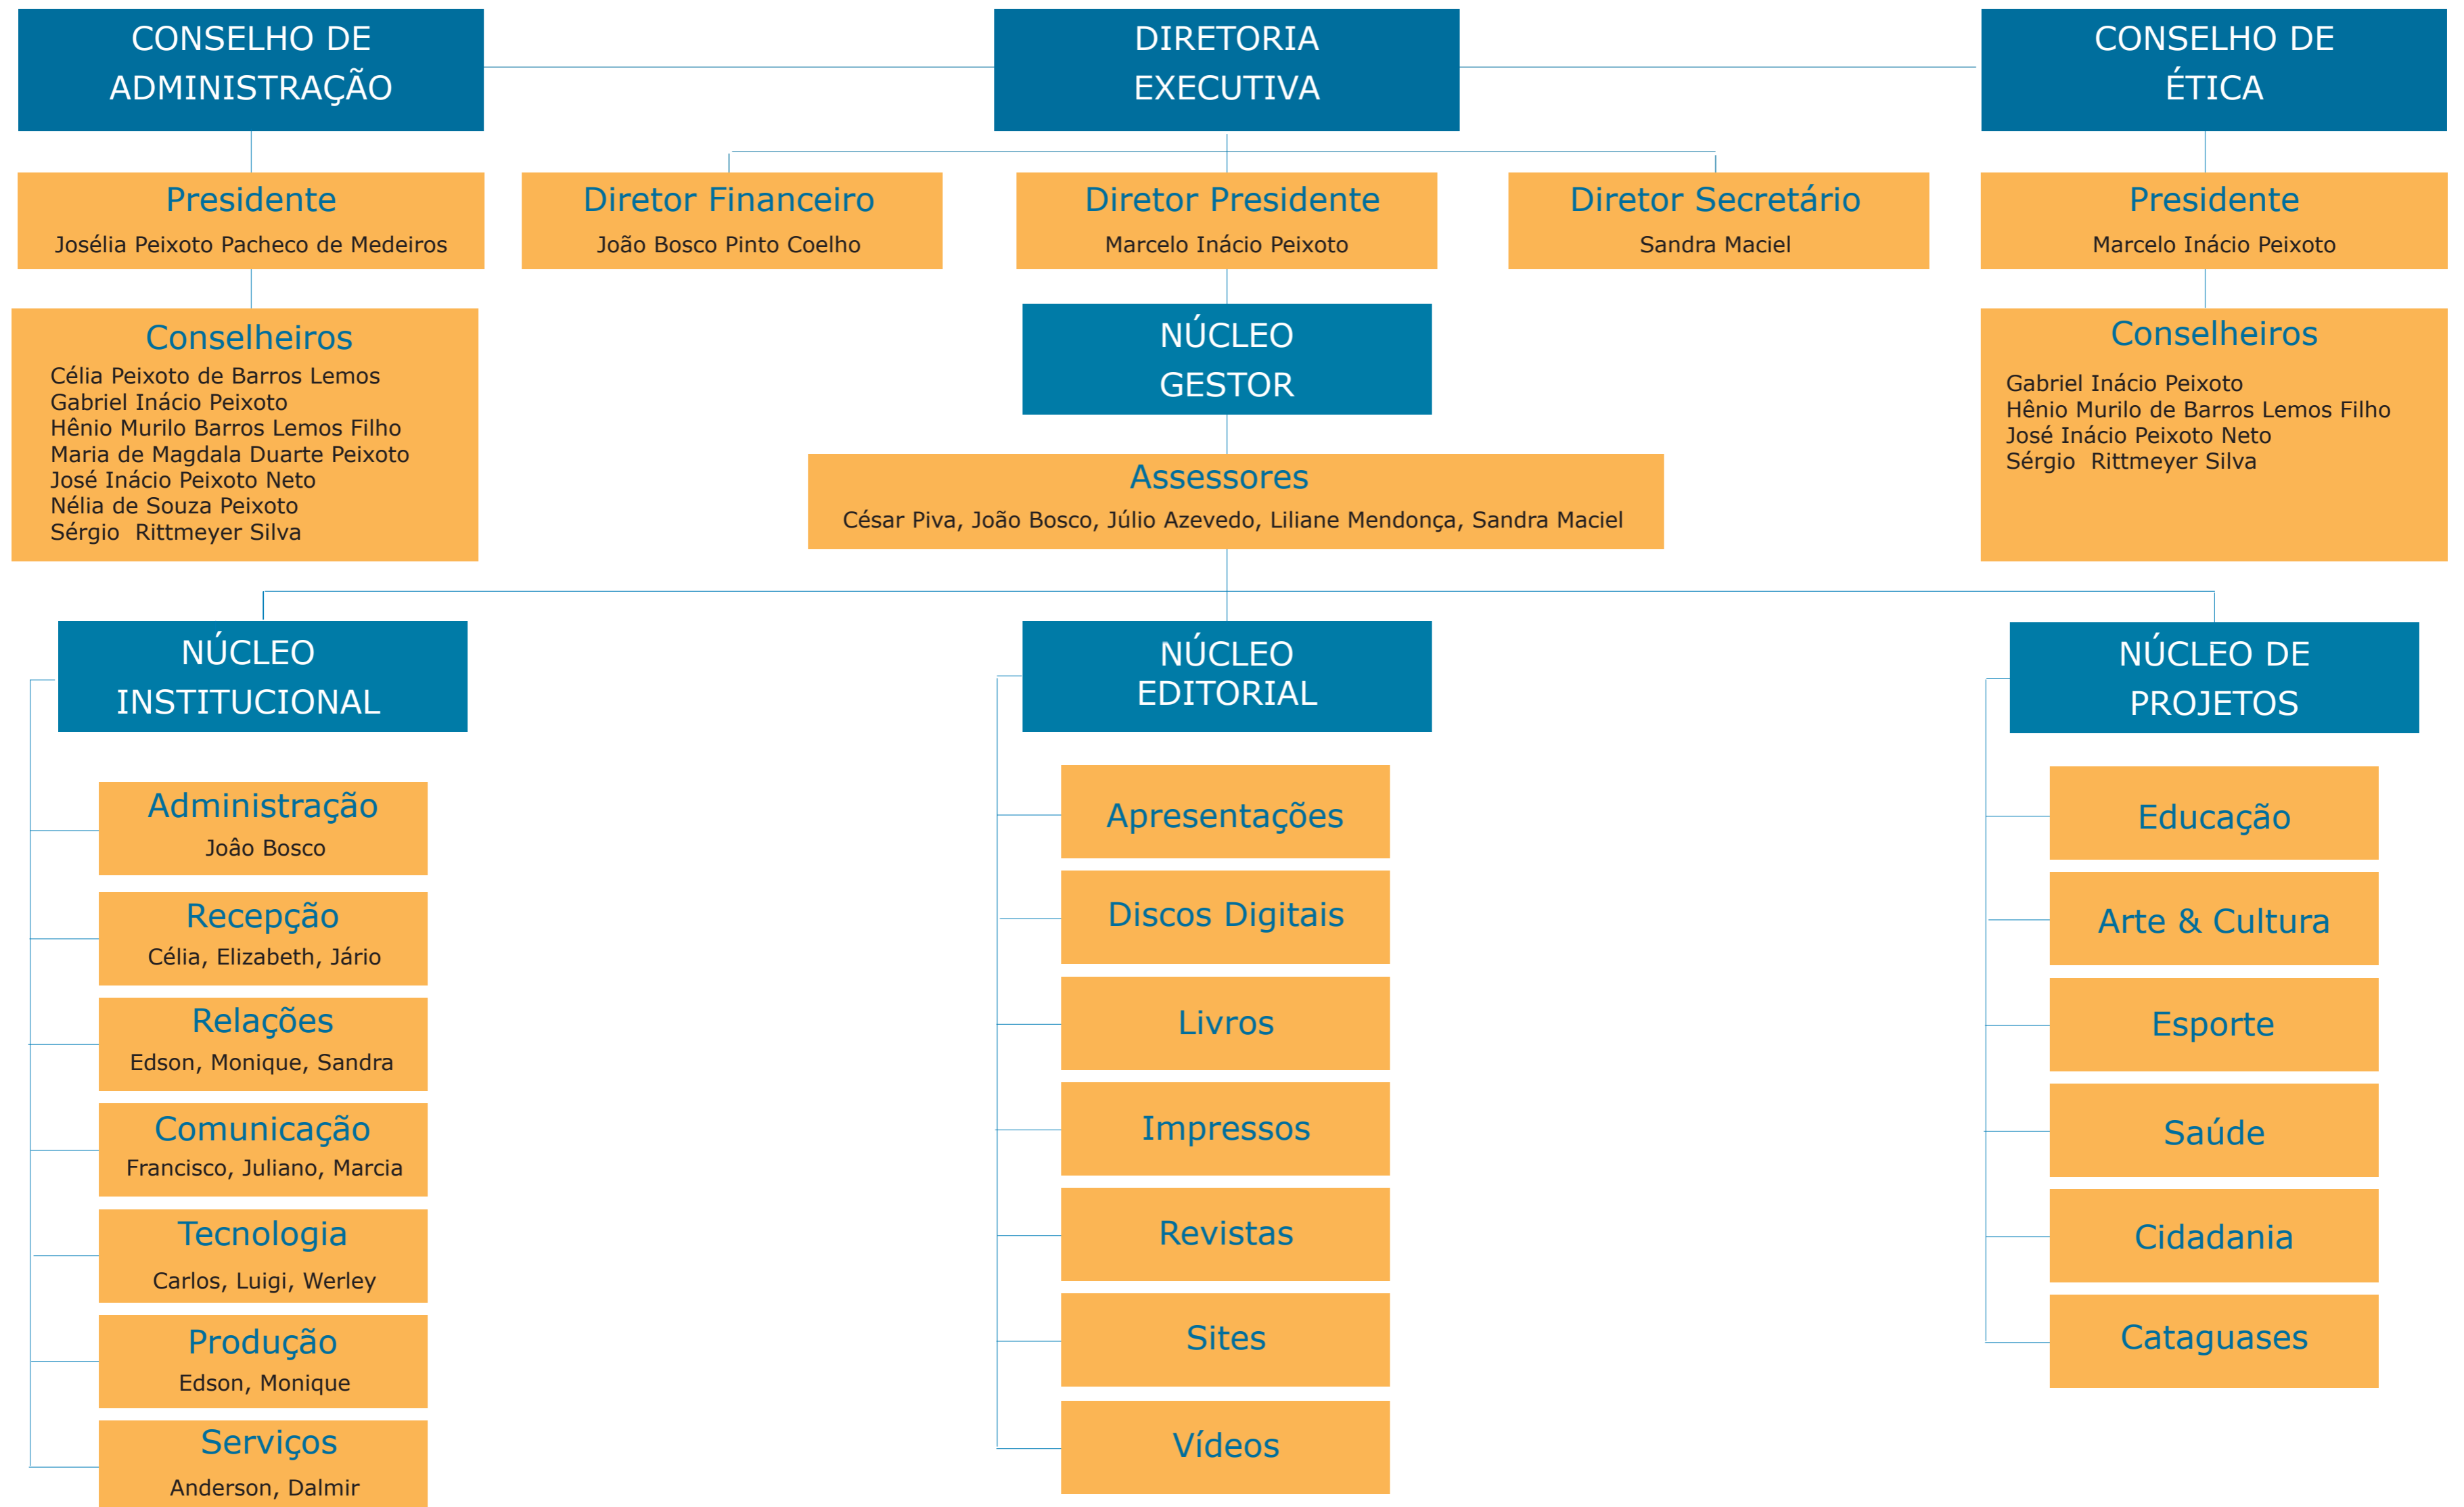 CONSELHO DE
ADMINISTRAÇÃO
DIRETORIA
EXECUTIVA
CONSELHO DE
ÉTICA
Presidente
Josélia Peixoto Pacheco de Medeiros
Diretor Financeiro
João Bosco Pinto Coelho
Diretor Presidente
Marcelo Inácio Peixoto
Diretor Secretário
Sandra Maciel
Presidente
Marcelo Inácio Peixoto
Conselheiros
Célia Peixoto de Barros Lemos
Gabriel Inácio Peixoto
Hênio Murilo Barros Lemos Filho
Maria de Magdala Duarte Peixoto
José Inácio Peixoto Neto
Nélia de Souza Peixoto
Sérgio  Rittmeyer Silva
NÚCLEO
GESTOR
Assessores
César Piva, João Bosco, Júlio Azevedo, Liliane Mendonça, Sandra Maciel
Conselheiros
Gabriel Inácio Peixoto
Hênio Murilo de Barros Lemos Filho
José Inácio Peixoto Neto
Sérgio  Rittmeyer Silva
NÚCLEO
INSTITUCIONAL
Administração
Joâo Bosco
Recepção
Célia, Elizabeth, Jário
Relações
Edson, Monique, Sandra
Comunicação
Francisco, Juliano, Marcia
Tecnologia
Carlos, Luigi, Werley
Produção
Edson, Monique
Serviços
Anderson, Dalmir
NÚCLEO
EDITORIAL
Apresentações
Discos Digitais
Livros
Impressos
Revistas
Sites
Vídeos
NÚCLEO DE
PROJETOS
Educação
Arte & Cultura
Esporte
Saúde
Cidadania
Cataguases